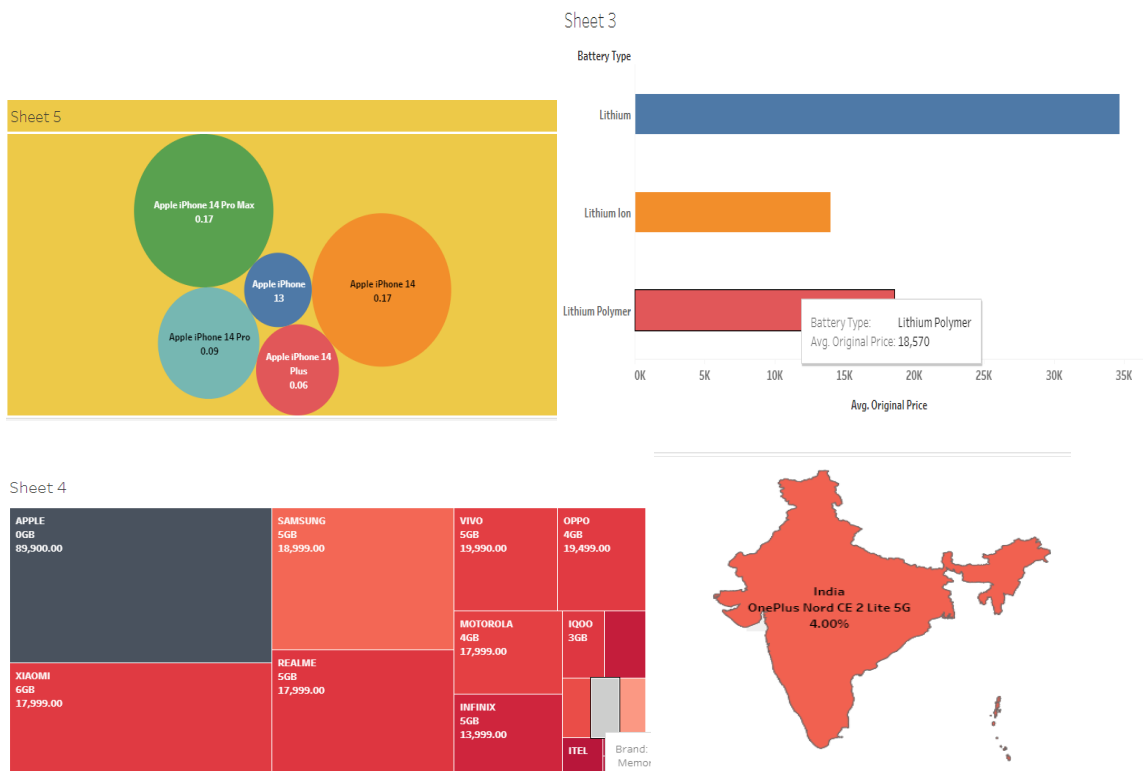 Sheet 3
Battery Type
Lithium
Lithium Ion
Lithium Polymer
Battery Type: Lithium Polymer
Avg. Original Price: 18,570
0K 5K 10K 15K 20K 25K 30K 35K
Avg. Original Price
Sheet 5
Apple iPhone 14 Pro Max
0.17
Apple iPhone
13
Apple iPhone 14
0.17
Apple iPhone 14 Pro
0.09
Apple iPhone 14
Plus
0.06
Sheet 4
APPLE
0GB
89,900.00
SAMSUNG
5GB
18,999.00
VIVO
5GB
19,990.00
OPPO
4GB
19,499.00
XIAOMI
6GB
17,999.00
REALME
5GB
17,999.00
MOTOROLA
4GB
17,999.00
IQOO
3GB
INFINIX
5GB
13,999.00
ITEL
Brand:
Memor
India
OnePlus Nord CE 2 Lite 5G
4.00%